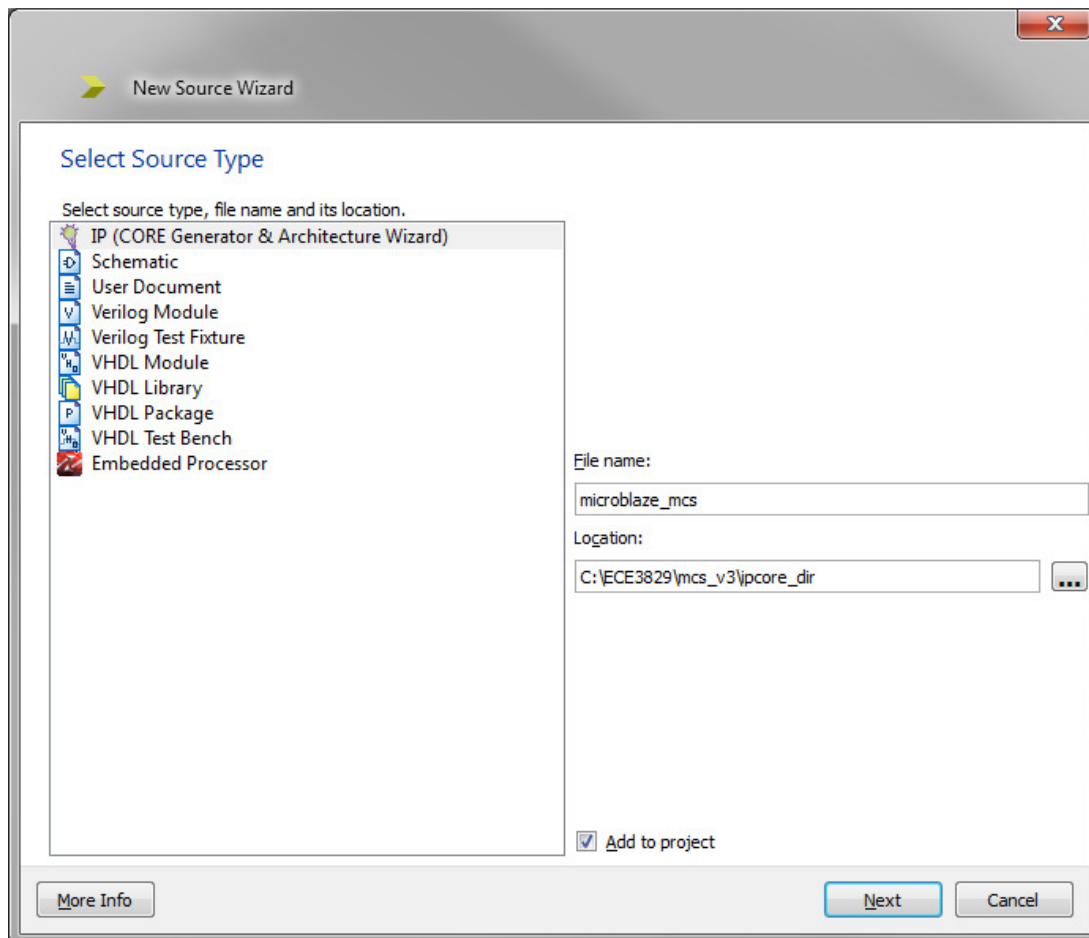 New Source Wizard
Select Source Type
Select source type, file name and its location.
IP (CORE Generator & Architecture Wizard)
Schematic
User Document
Verilog Module
Verilog Test Fixture
VHDL Module
VHDL Library
VHDL Package
VHDL Test Bench
Embedded Processor
File name:
microblaze_mcs
Location:
C:\ECE3829\mcs_v3\ipcore_dir
...
Add to project
More Info
Next
Cancel